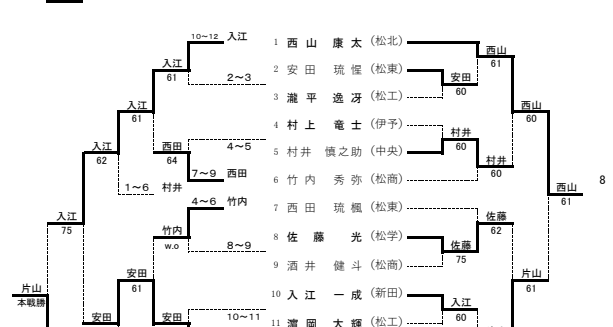 10~12 入江
1 西山 康太 (松北)
西山
61
入江
61
2 安田 琉惺 (松東)
2~3
安田
60
3 瀧平 逸冴 (松工)
入江
61
西山
60
4 村上 竜士 (伊予)
村井
60
入江
62
西田
64
4~5
5 村井 慎之助 (中央)
村井
60
7~9 西田
6 竹内 秀弥 (松商)
1~6 村井
西山
61
8
4~6 竹内
7 西田 琉楓 (松東)
入江
75
竹内
w.o
佐藤
62
8 佐藤 光 (松学)
8~9
佐藤
75
9 酒井 健斗 (松商)
安田
61
片山
61
片山
本戦勝
10 入江 一成 (新田)
入江
60
安田
安田
10~11
11 濵岡 大輝 (松工)